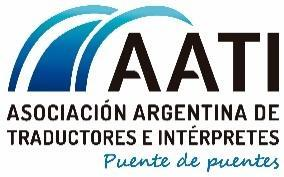 AATI
ASOCIACIÓN ARGENTINA DE
TRADUCTORES E INTÉRPRETES
Puente de puentes